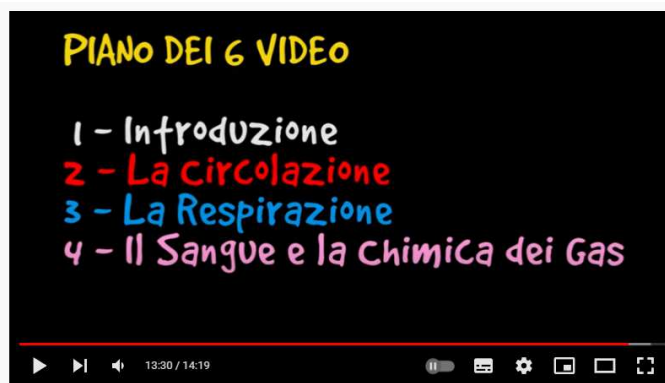 PIANO DEI 6 VIDEO
1 - Introduzione
2 - La Circolazione
3 - La Respirazione
4 - Il Sangue e la Chimica dei Gas
13:30 / 14:19